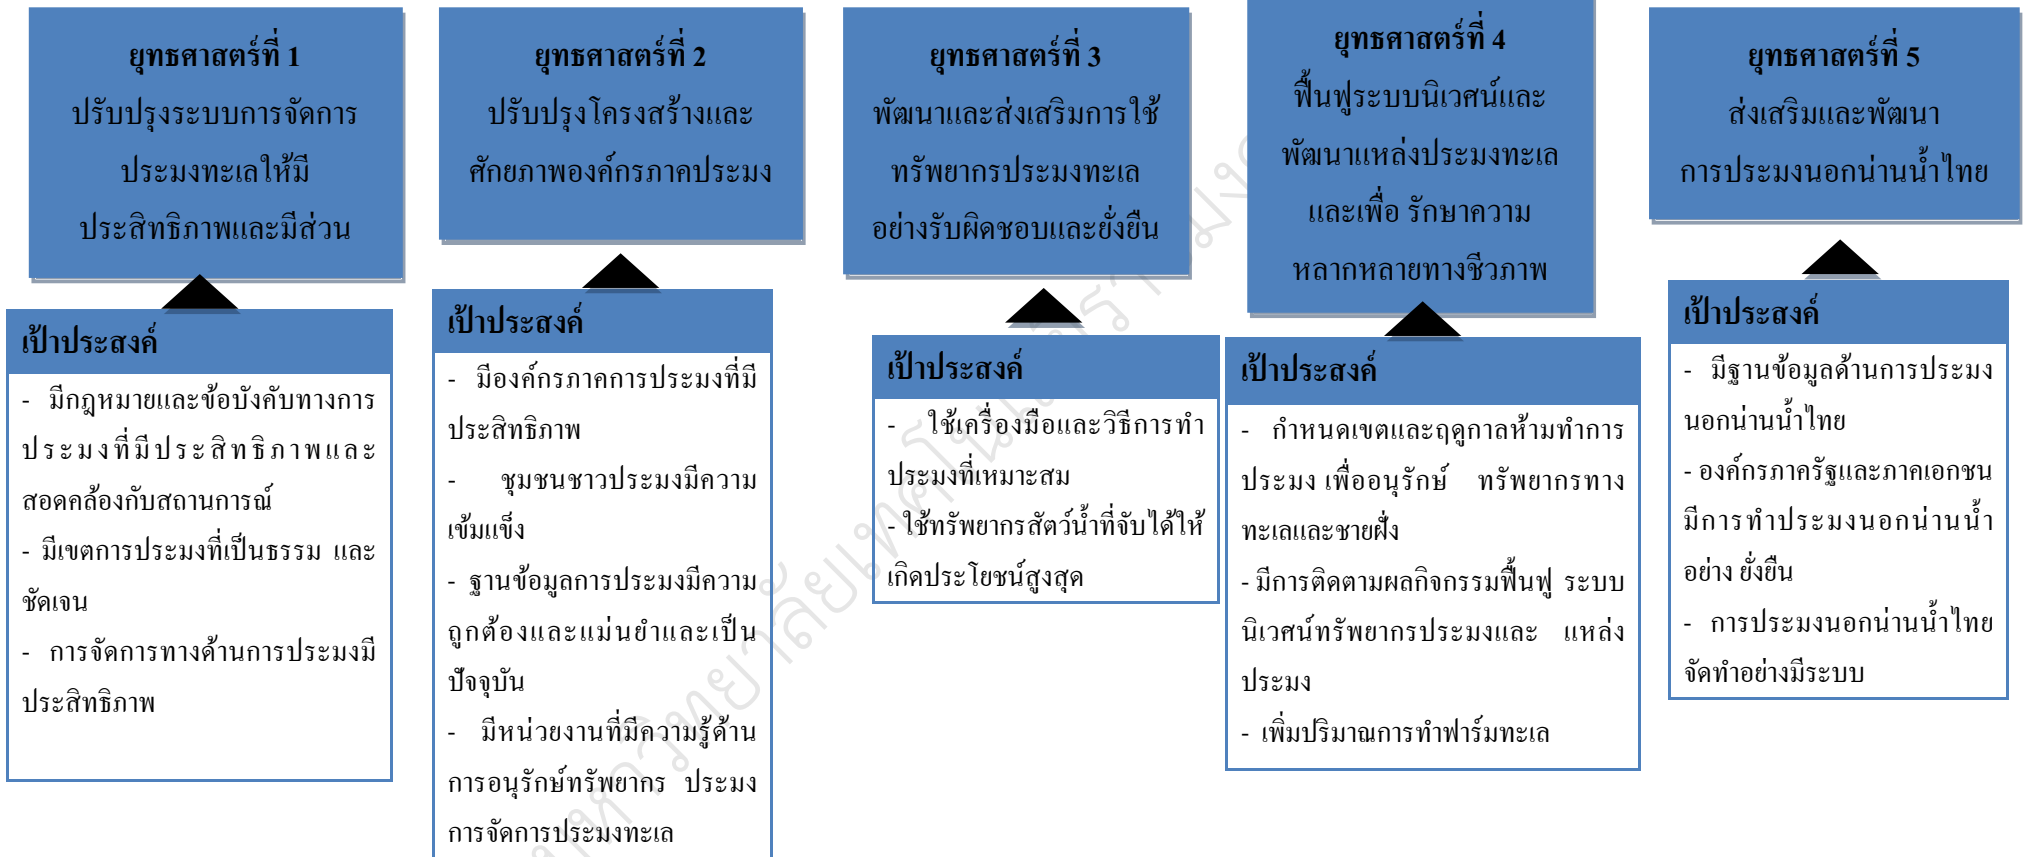 ยุทธศาสตร์ที่ 1
ปรับปรุงระบบการจัดการ
ประมงทะเลให้มี
ประสิทธิภาพและมีส่วน
เป้าประสงค์
- มีกฎหมายและข้อบังคับทางการ
ประมงที่มีประสิทธิภาพและ
สอดคล้องกับสถานการณ์
- มีเขตการประมงที่เป็นธรรม และ
ชัดเจน
- การจัดการทางด้านการประมงมี
ประสิทธิภาพ
ยุทธศาสตร์ที่ 2
ปรับปรุงโครงสร้างและ
ศักยภาพองค์กรภาคประมง
เป้าประสงค์
- มีองค์กรภาคการประมงที่มี
ประสิทธิภาพ
- ชุมชนชาวประมงมีความ
เข้มแข็ง
- ฐานข้อมูลการประมงมีความ
ถูกต้องและแม่นยำและเป็น
ปัจจุบัน
- มีหน่วยงานที่มีความรู้ด้าน
การอนุรักษ์ทรัพยากร ประมง
การจัดการประมงทะเล
ยุทธศาสตร์ที่ 3
พัฒนาและส่งเสริมการใช้
ทรัพยากรประมงทะเล
อย่างรับผิดชอบและยั่งยืน
เป้าประสงค์
- ใช้เครื่องมือและวิธีการทำ
ประมงที่เหมาะสม
- ใช้ทรัพยากรสัตว์น้ำที่จับได้ให้
เกิดประโยชน์สูงสุด
ยุทธศาสตร์ที่ 4
ฟื้นฟูระบบนิเวศน์และ
พัฒนาแหล่งประมงทะเล
และเพื่อ รักษาความ
หลากหลายทางชีวภาพ
เป้าประสงค์
- กำหนดเขตและฤดูกาลห้ามทำการ
ประมง เพื่ออนุรักษ์ ทรัพยากรทาง
ทะเลและชายฝั่ง
- มีการติดตามผลกิจกรรมฟื้นฟู ระบบ
นิเวศน์ทรัพยากรประมงและ แหล่ง
ประมง
- เพิ่มปริมาณการทำฟาร์มทะเล
ยุทธศาสตร์ที่ 5
ส่งเสริมและพัฒนา
การประมงนอกน่านน้ำไทย
เป้าประสงค์
- มีฐานข้อมูลด้านการประมง
นอกน่านน้ำไทย
- องค์กรภาครัฐและภาคเอกชน
มีการทำประมงนอกน่านน้ำ
อย่าง ยั่งยืน
- การประมงนอกน่านน้ำไทย
จัดทำอย่างมีระบบ